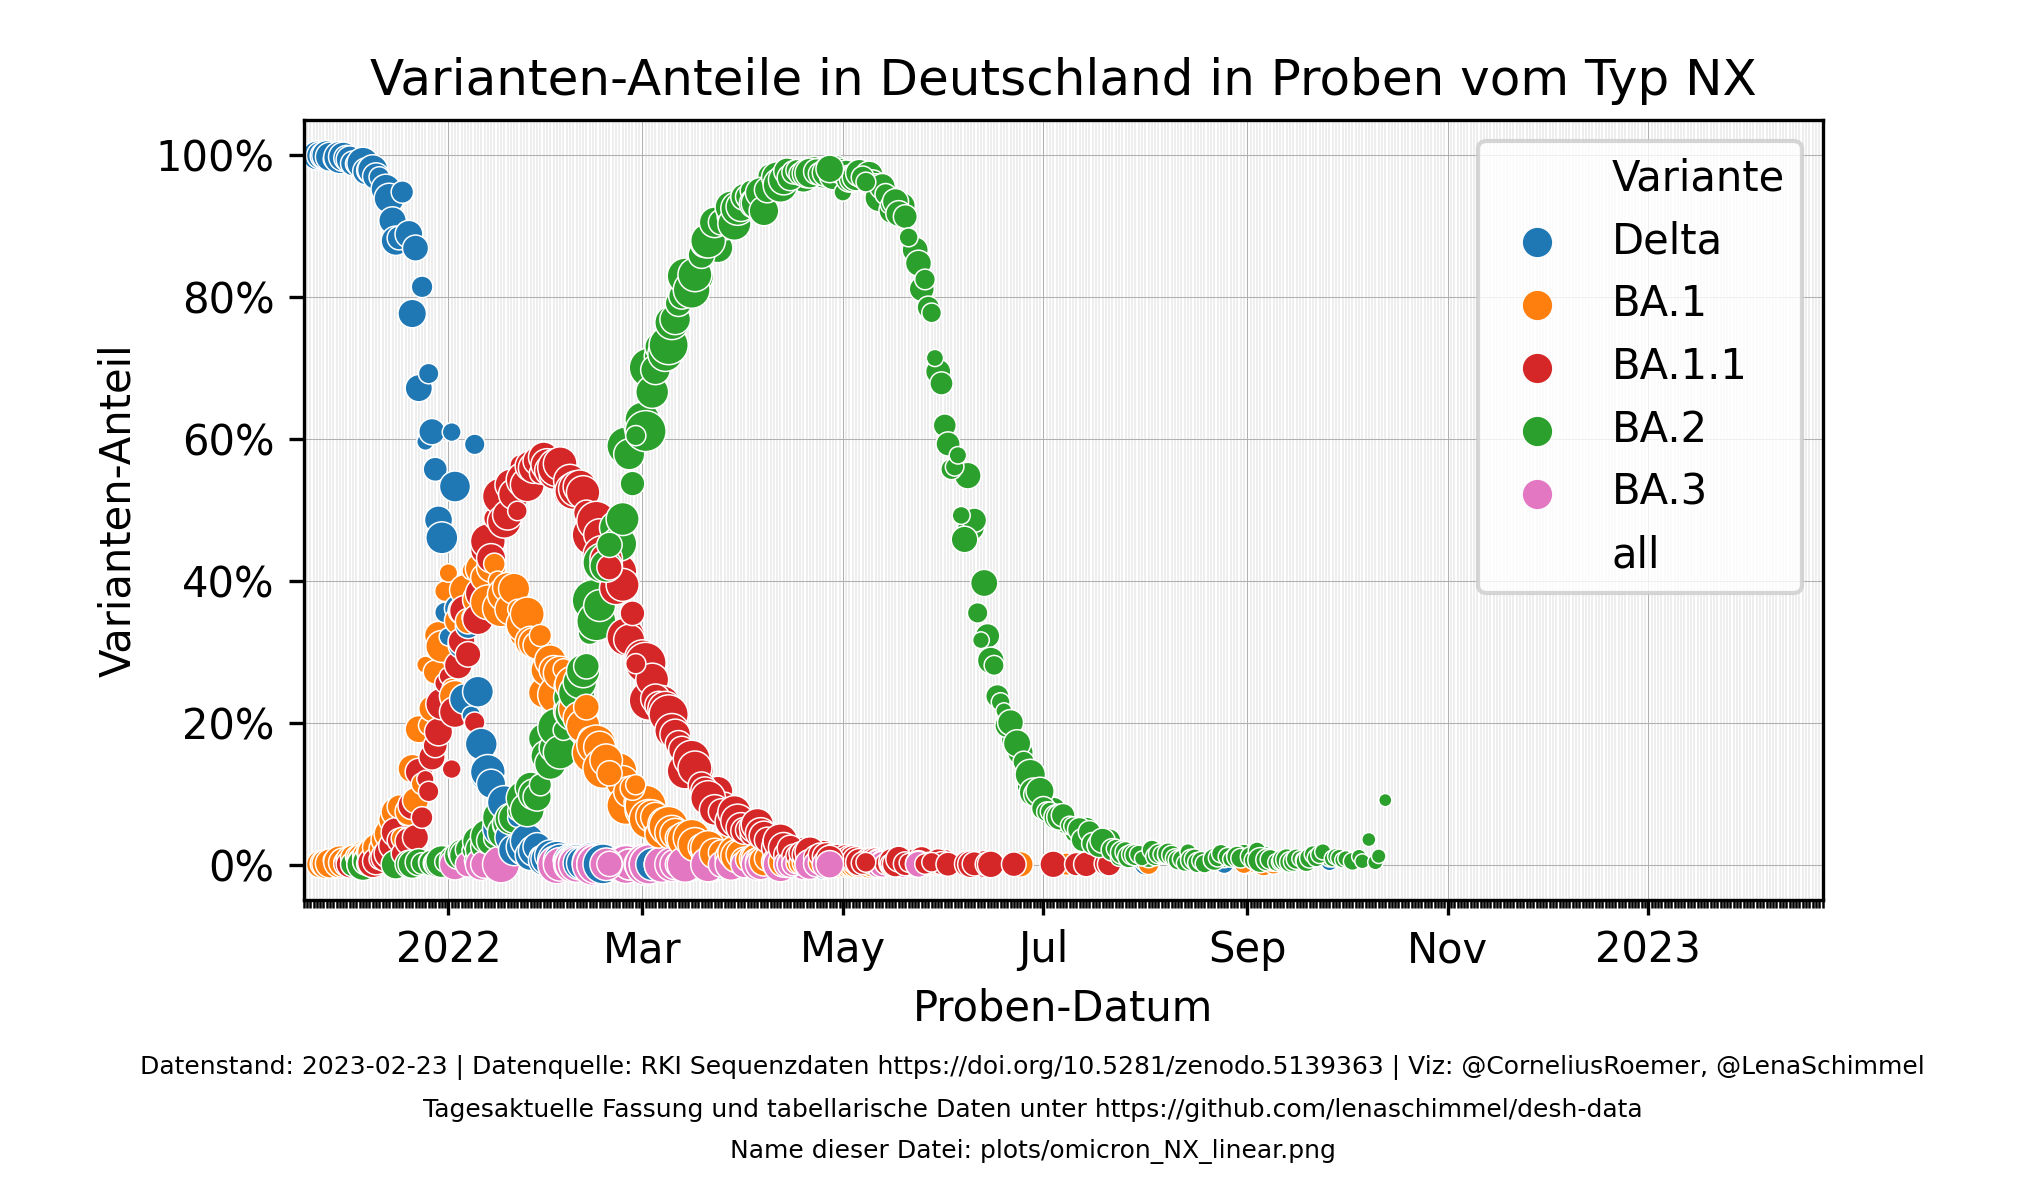 Varianten-Anteile in Deutschland in Proben vom Typ NX
Varianten-Anteil
100%
80%
60%
40%
20%
0%
Variante
Delta
BA.1
BA.1.1
BA.2
BA.3
all
2022
Mar
May
Jul
Sep
Nov
2023
Proben-Datum
Datenstand: 2023-02-23 | Datenquelle: RKI Sequenzdaten https://doi.org/10.5281/zenodo.5139363 | Viz: @CorneliusRoemer, @LenaSchimmel
Tagesaktuelle Fassung und tabellarische Daten unter https://github.com/lenaschimmel/desh-data
Name dieser Datei: plots/omicron_NX_linear.png